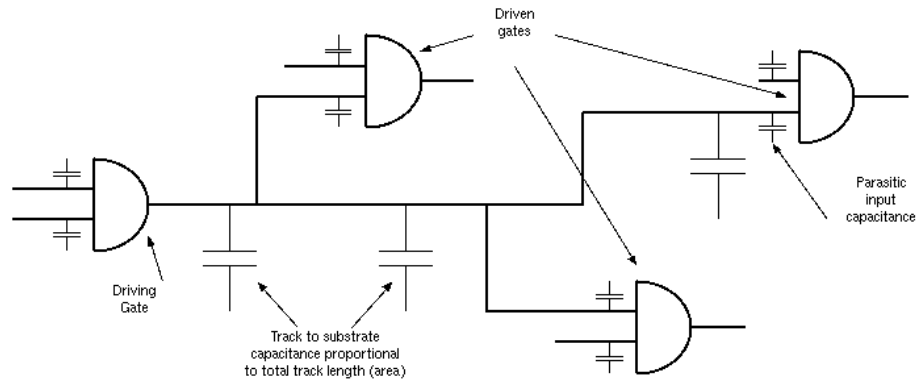 Driven
gates
Parasitic
input
capacitance
Driving
Gate
Track to substrate
capacitance proportional
to total track length (area)